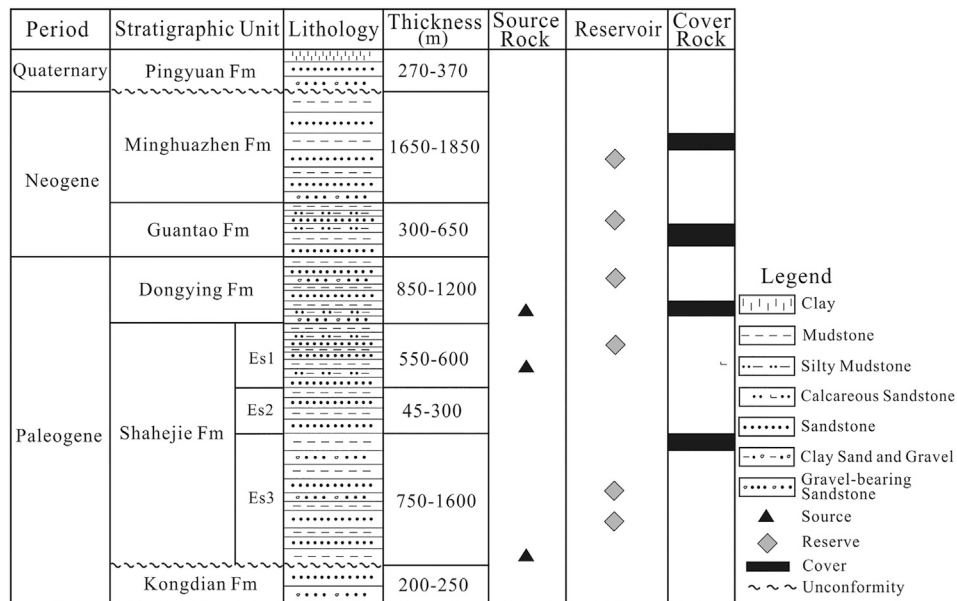 Period Stratigraphic Unit Lithology Thickness (m) Source Rock Reservoir Cover Rock
Quaternary Pingyuan Fm 270-370
Neogene Minghuazhen Fm 1650-1850
Guantao Fm 300-650
Paleogene Dongying Fm 850-1200
Shahejie Fm Es1 550-600
Es2 45-300
Es3 750-1600
Kongdian Fm 200-250
Legend
Clay
Mudstone
Silty Mudstone
Calcareous Sandstone
Sandstone
Clay Sand and Gravel
Gravel-bearing
Sandstone
Source
Reserve
Cover
Unconformity